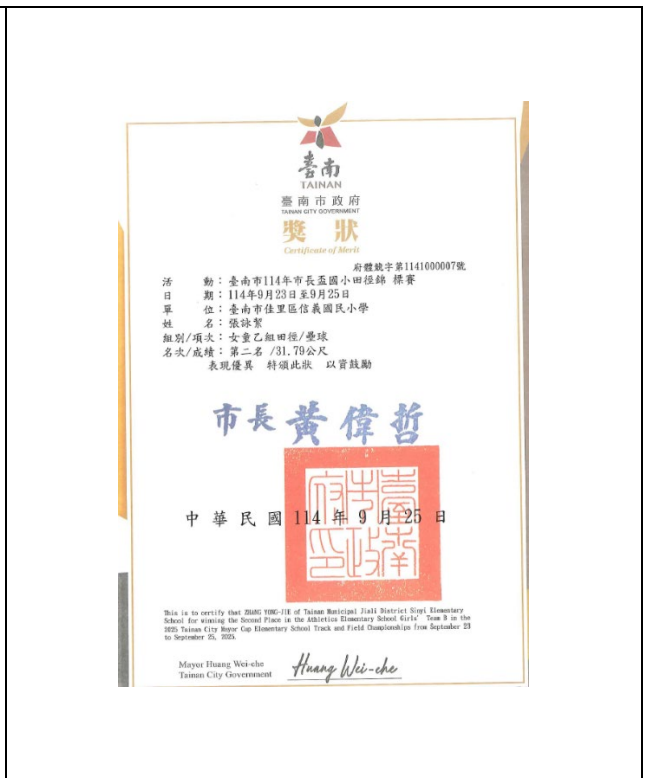 臺南
TAINAN
臺南市政府
TAINAN CITY GOVERNMENT
獎 狀
Certificate of Merit
府體競字第1141000007號
活 動：臺南市114年市長盃國小田徑錦 標賽
日 期：114年9月23日至9月25日
單 位：臺南市佳里區信義國民小學
姓 名：張詠絜
組別/項次：女童乙組田徑/壘球
名次/成績：第二名 /31.79公尺
表現優異 特頒此狀 以資鼓勵
市長 黃偉哲
臺南市政府印
中 華 民 國 114 年 9 月 25 日
This is to certify that ZHANG YONG-JIE of Tainan Municipal Jiali District Sinyi Elementary
School for winning the Second Place in the Athletics Elementary School Girls' Team B in the
2025 Tainan City Mayor Cup Elementary School Track and Field Championships from September 23
to September 25, 2025.
Mayor Huang Wei-che
Tainan City Government
Huang Wei-che